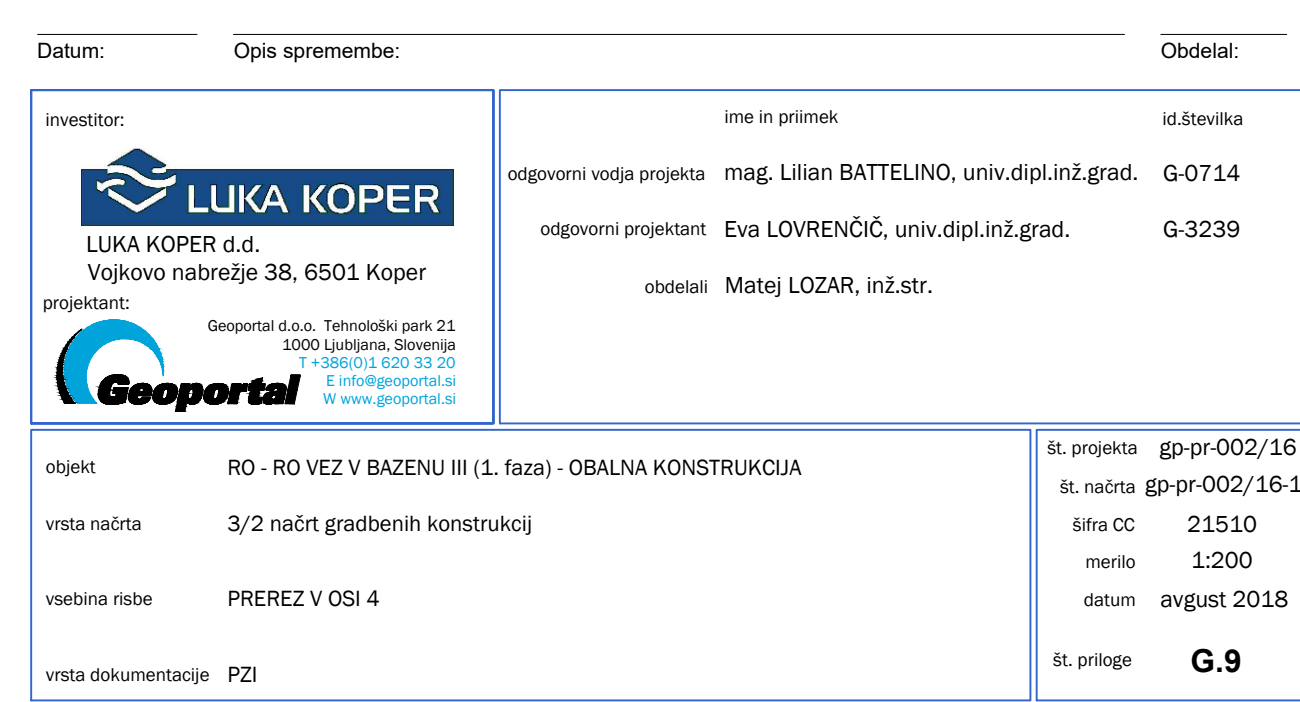 Datum: Opis spremembe: Obdelal:
investitor:
LUKA KOPER
LUKA KOPER d.d.
Vojkovo nabrežje 38, 6501 Koper
projektant:
Geoportal
Geoportal d.o.o. Tehnološki park 21
1000 Ljubljana, Slovenija
T +386(0)1 620 33 20
E info@geoportal.si
W www.geoportal.si
ime in priimek id.številka
odgovorni vodja projekta mag. Lilian BATTELINO, univ.dipl.inž.grad. G-0714
odgovorni projektant Eva LOVRENČIČ, univ.dipl.inž.grad. G-3239
obdelali Matej LOZAR, inž.str.
objekt RO - RO VEZ V BAZENU III (1. faza) - OBALNA KONSTRUKCIJA
vrsta načrta 3/2 načrt gradbenih konstrukcij
vsebina risbe PREREZ V OSI 4
vrsta dokumentacije PZI
št. projekta gp-pr-002/16
št. načrta gp-pr-002/16-1
šifra CC 21510
merilo 1:200
datum avgust 2018
št. priloge G.9